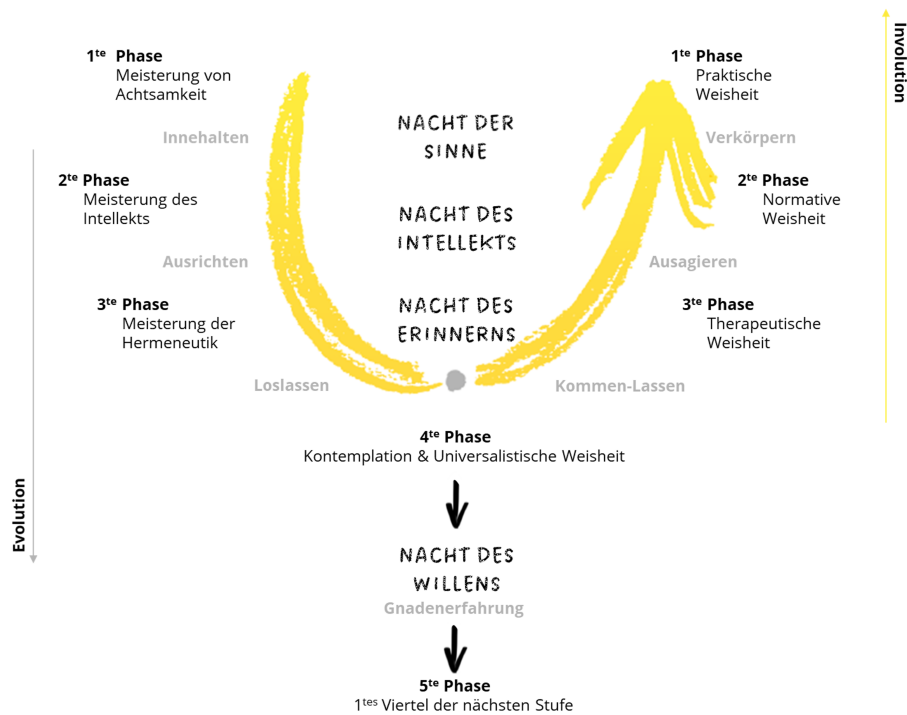 1te Phase
Meisterung von
Achtsamkeit
Innehalten
2te Phase
Meisterung des
Intellekts
Ausrichten
3te Phase
Meisterung der
Hermeneutik
Loslassen
Evolution
NACHT DER
SINNE
NACHT DES
INTELLEKTS
NACHT DES
ERINNERNS
1te Phase
Praktische
Weisheit
Verkörpern
2te Phase
Normative
Weisheit
Ausagieren
3te Phase
Therapeutische
Weisheit
Kommen-Lassen
Involution
4te Phase
Kontemplation & Universalistische Weisheit
NACHT DES
WILLENS
Gnadenerfahrung
5te Phase
1tes Viertel der nächsten Stufe